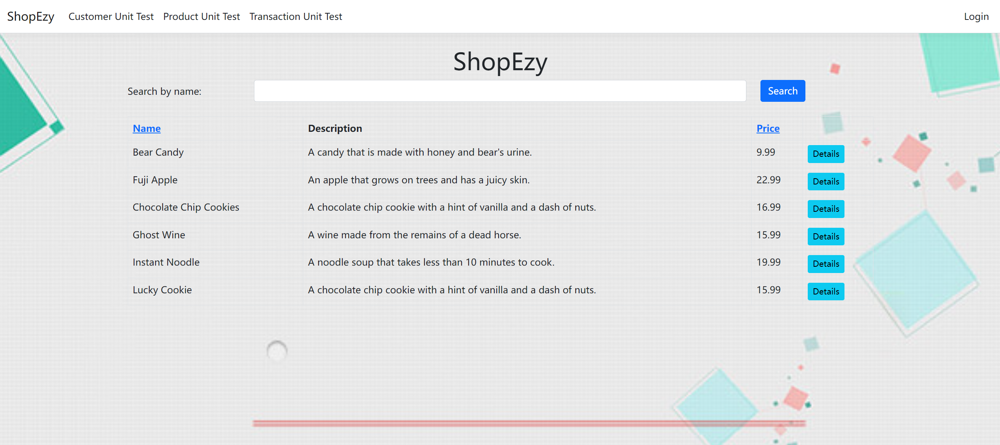 ShopEzy Customer Unit Test Product Unit Test Transaction Unit Test Login
ShopEzy
Search by name: Search
Name Description Price
Bear Candy A candy that is made with honey and bear's urine. 9.99 Details
Fuji Apple An apple that grows on trees and has a juicy skin. 22.99 Details
Chocolate Chip Cookies A chocolate chip cookie with a hint of vanilla and a dash of nuts. 16.99 Details
Ghost Wine A wine made from the remains of a dead horse. 15.99 Details
Instant Noodle A noodle soup that takes less than 10 minutes to cook. 19.99 Details
Lucky Cookie A chocolate chip cookie with a hint of vanilla and a dash of nuts. 15.99 Details